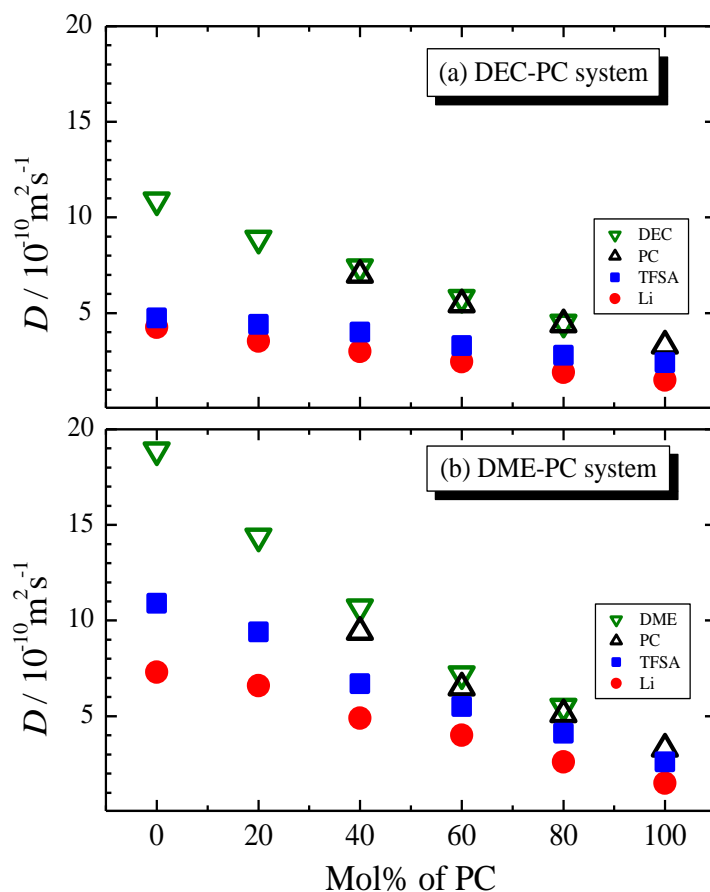 20
(a) DEC-PC system
15
10
5
D / 10⁻¹⁰m²s⁻¹
DEC
PC
TFSA
Li
20
(b) DME-PC system
15
10
5
D / 10⁻¹⁰m²s⁻¹
DME
PC
TFSA
Li
0 20 40 60 80 100
Mol% of PC